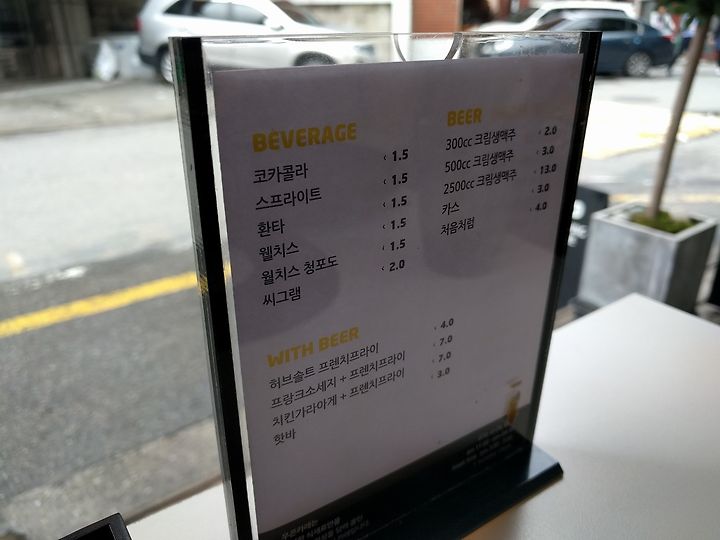 BEVERAGE
코카콜라 1.5
스프라이트 1.5
환타 1.5
웰치스 1.5
웰치스 청포도 1.5
씨그램 2.0
BEER
300cc 크림생맥주 2.0
500cc 크림생맥주 3.0
2500cc 크림생맥주 13.0
카스 3.0
처음처럼 4.0
WITH BEER
허브솔트 프렌치프라이 4.0
프랑크소세지 + 프렌치프라이 7.0
치킨가라아게 + 프렌치프라이 7.0
핫바 3.0